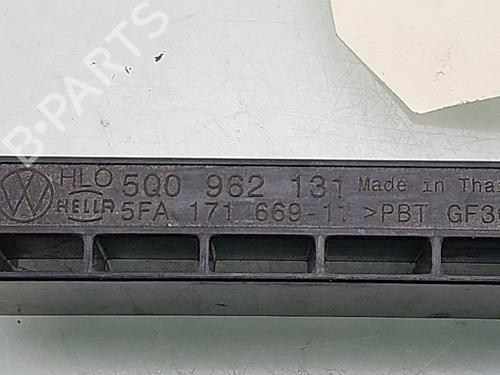 B-PARTS
HLO 5Q0 962 131 Made in Thai
HELLA 5FA 171 669-11 >PBT GF3